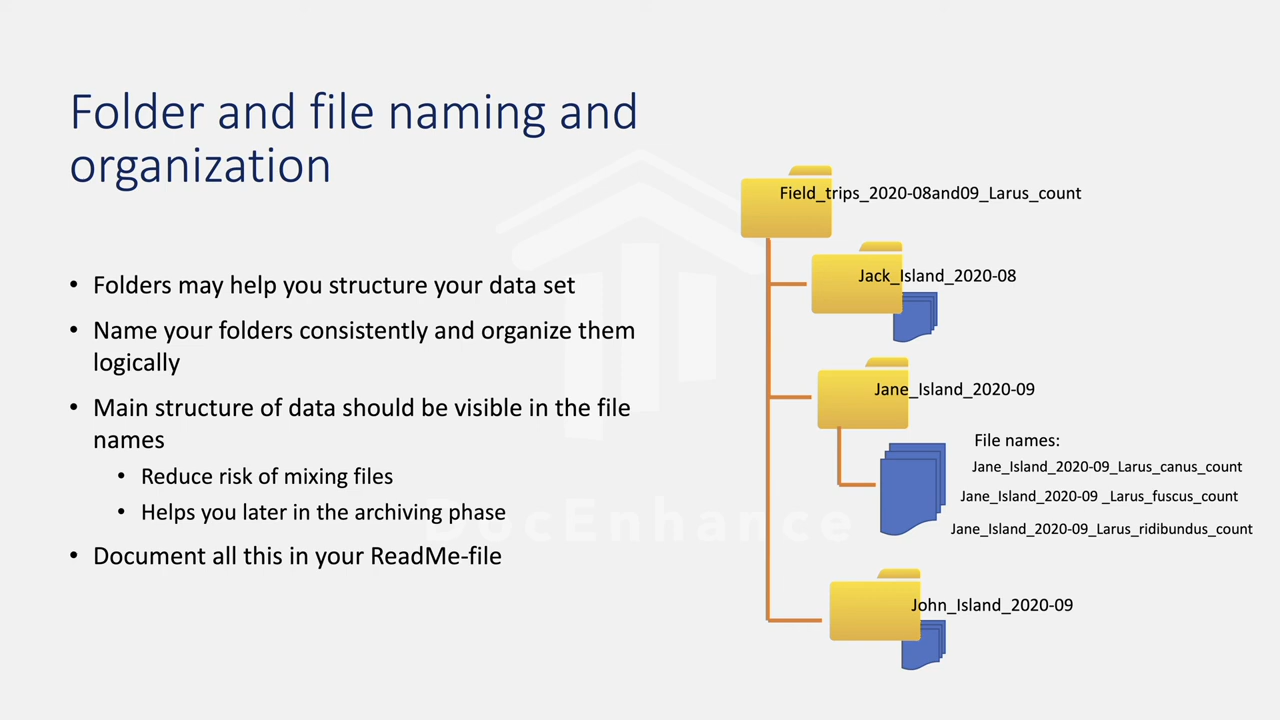 Folder and file naming and
organization
• Folders may help you structure your data set
• Name your folders consistently and organize them
logically
• Main structure of data should be visible in the file
names
• Reduce risk of mixing files
• Helps you later in the archiving phase
• Document all this in your ReadMe-file
Field_trips_2020-08and09_Larus_count
Jack_Island_2020-08
Jane_Island_2020-09
File names:
Jane_Island_2020-09_Larus_canus_count
Jane_Island_2020-09 _Larus_fuscus_count
Jane_Island_2020-09_Larus_ridibundus_count
John_Island_2020-09
DocEnhance